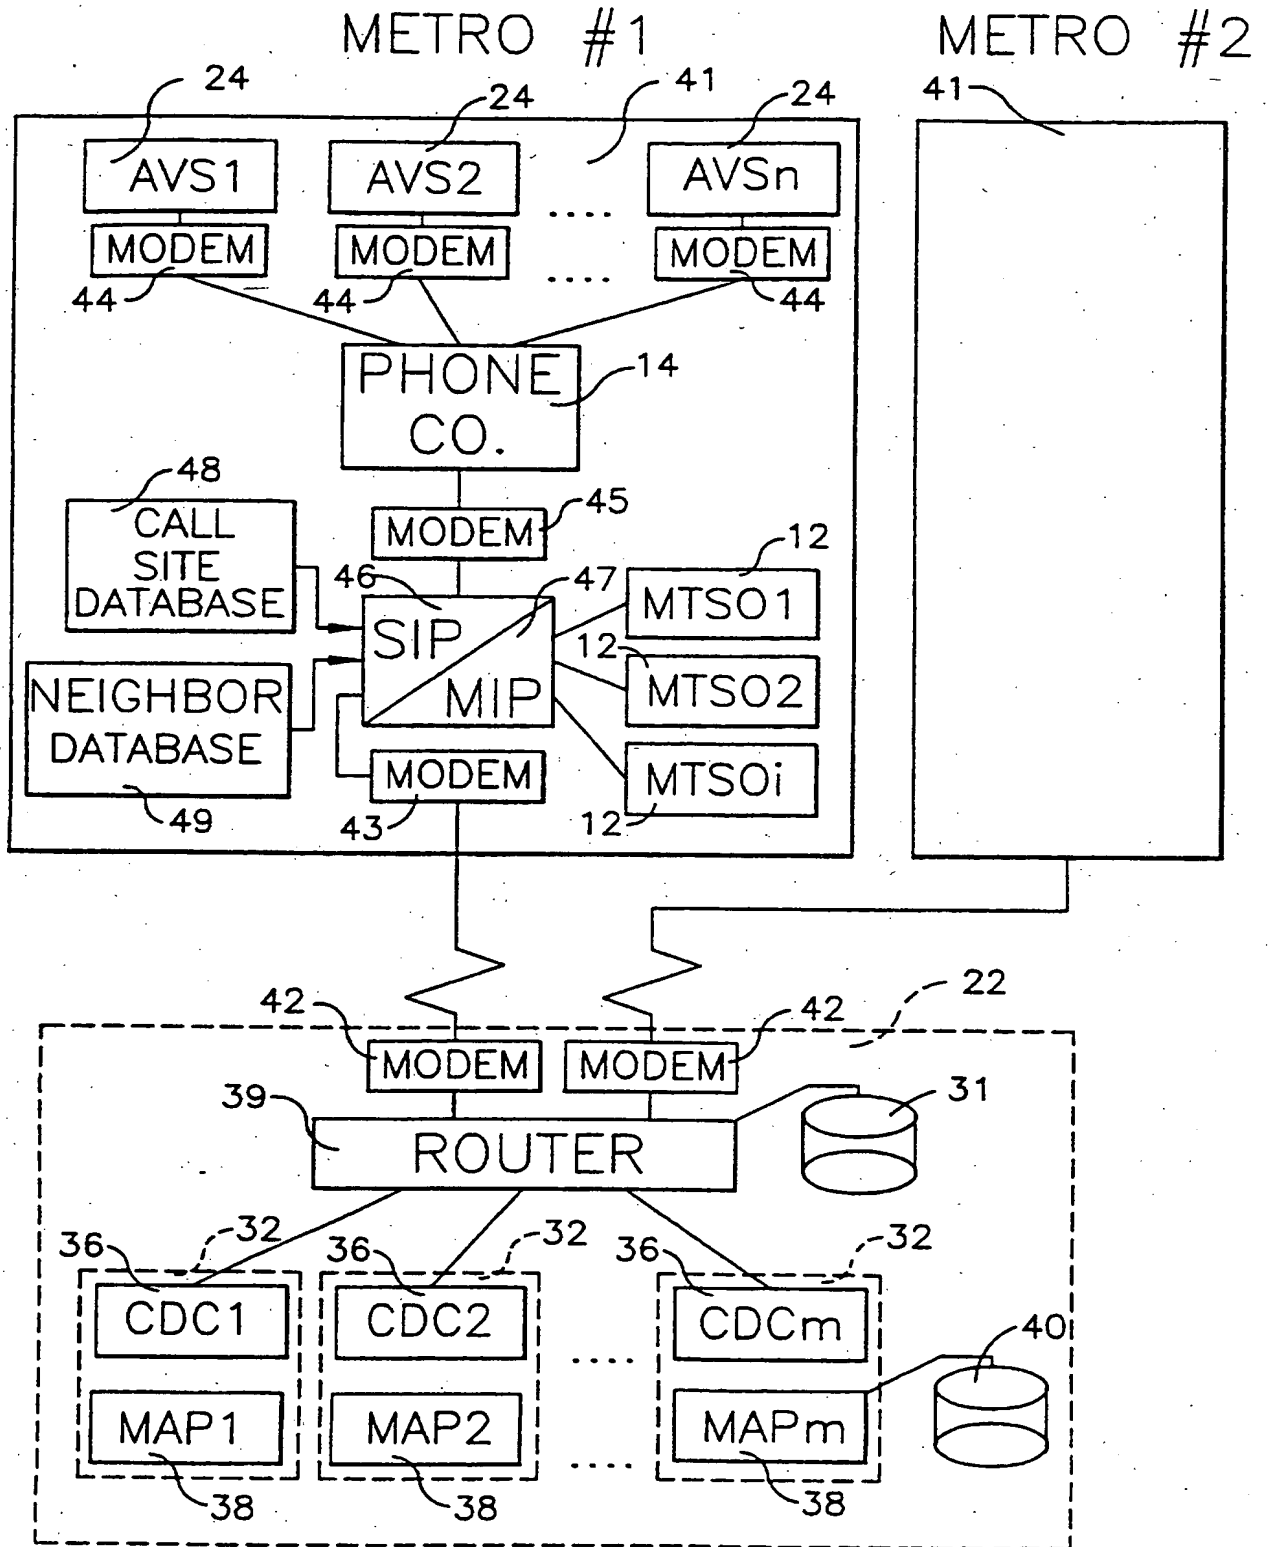 METRO #1 METRO #2
24 24 41 24 41
AVS1 AVS2 .... AVSn
MODEM MODEM .... MODEM
44 44 44
PHONE
CO.
14
48
CALL
SITE
DATABASE
MODEM
45
46 47
SIP
MIP
12
MTSO1
12
MTSO2
MTSOi
12
NEIGHBOR
DATABASE
49
MODEM
43
22
42 42
MODEM MODEM
39
ROUTER
31
32 32 32
36 36 36
CDC1 CDC2 .... CDCm
40
MAP1 MAP2 .... MAPm
38 38 38